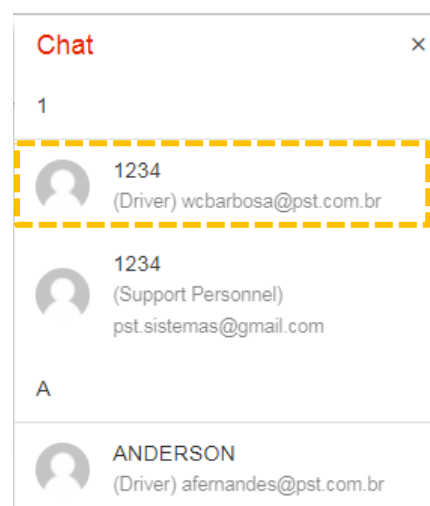 Chat ×
1
1234
(Driver) wcbarbosa@pst.com.br
1234
(Support Personnel)
pst.sistemas@gmail.com
A
ANDERSON
(Driver) afernandes@pst.com.br